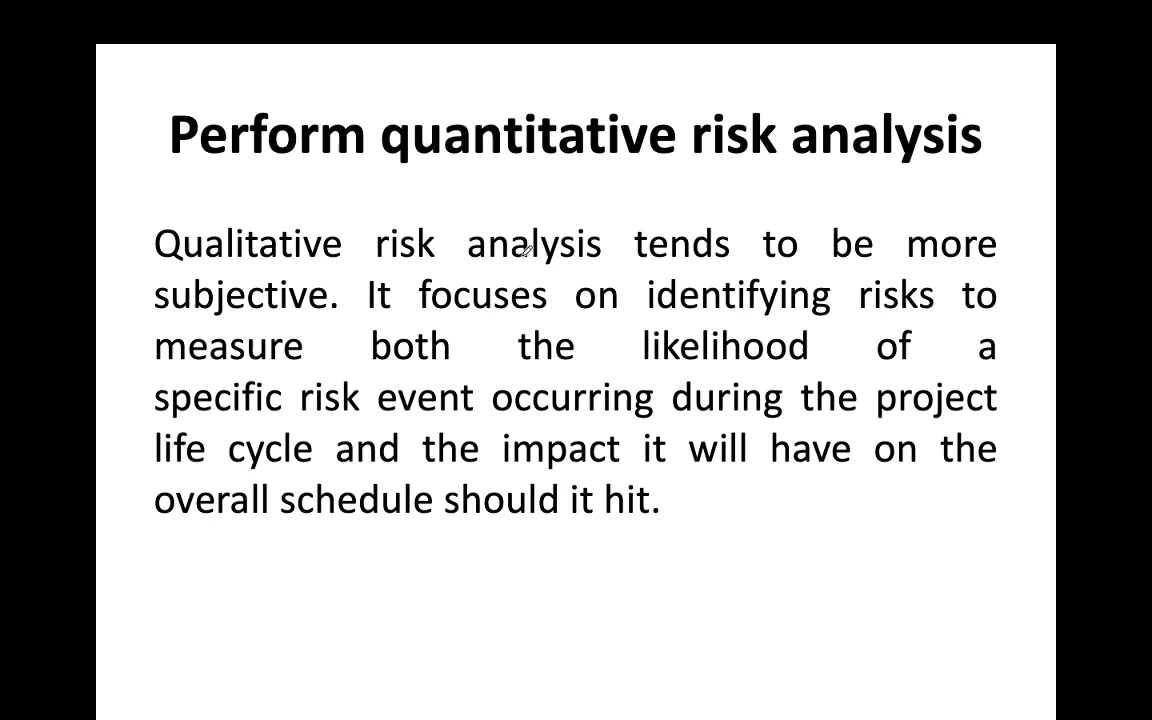 Perform quantitative risk analysis
Qualitative risk analysis tends to be more
subjective. It focuses on identifying risks to
measure both the likelihood of a
specific risk event occurring during the project
life cycle and the impact it will have on the
overall schedule should it hit.